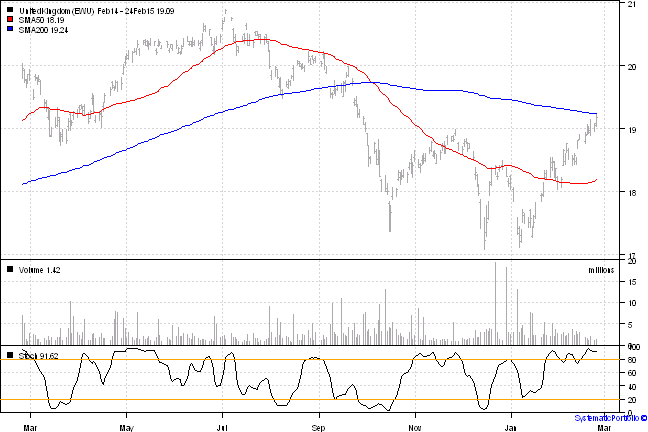 UnitedKingdom (EWU) Feb14 - 24Feb15 19.09
SMA50 18.19
SMA200 19.24
21
20
19
18
17
Volume 1.42
millions
20
15
10
5
0
Stoch 91.62
100
80
60
40
20
0
Mar May Jul Sep Nov Jan Mar
SystematicPortfolio ©